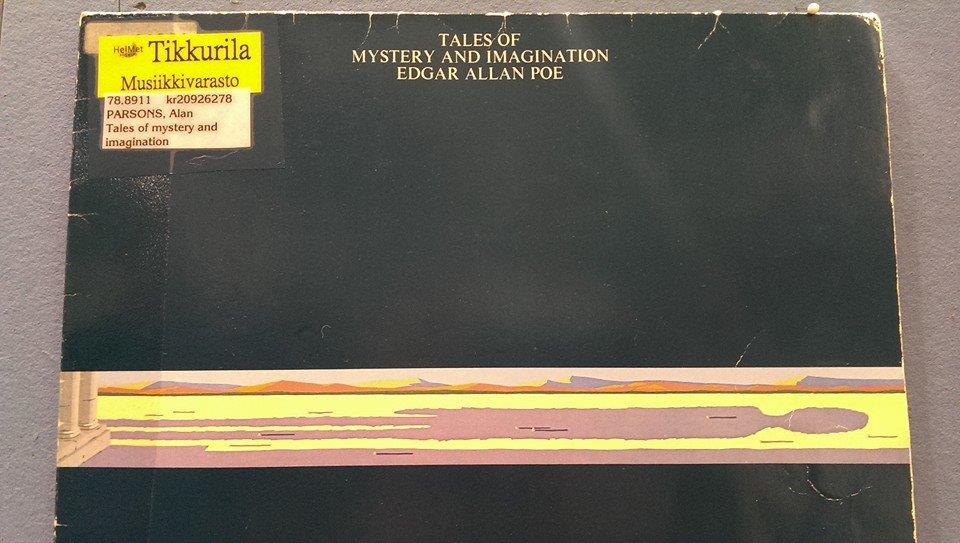 HelMet Tikkurila
Musiikkivarasto
78.8911 kr20926278
PARSONS, Alan
Tales of mystery and
imagination
TALES OF
MYSTERY AND IMAGINATION
EDGAR ALLAN POE